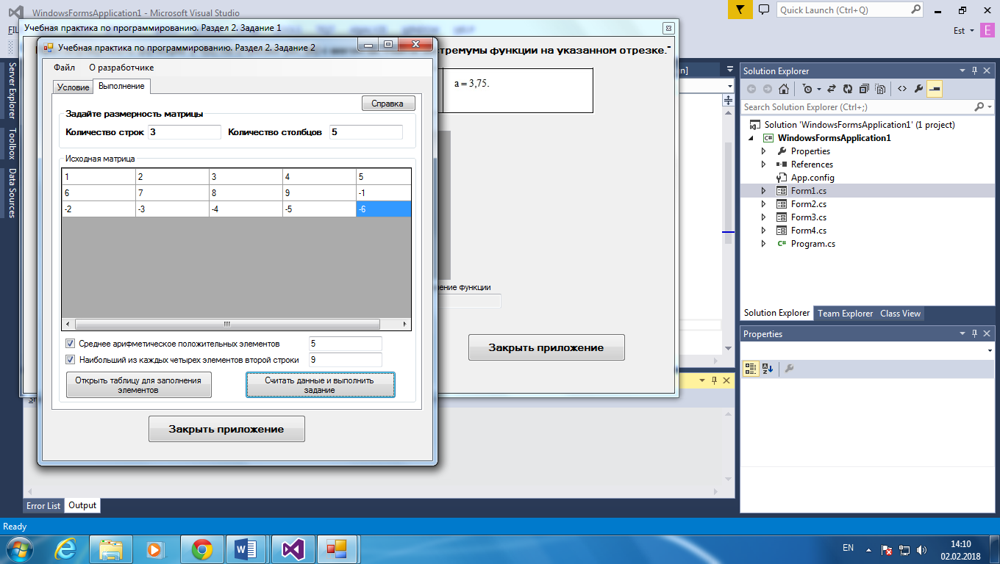 WindowsFormsApplication1 - Microsoft Visual Studio
Quick Launch (Ctrl+Q)
Est
E
Учебная практика по программированию. Раздел 2. Задание 1
стремумы функции на указанном отрезке."
a = 3,75.
ение функции
Закрыть приложение
Учебная практика по программированию. Раздел 2. Задание 2
Файл О разработчике
Условие Выполнение
Справка
Задайте размерность матрицы
Количество строк 3 Количество столбцов 5
Исходная матрица
1 2 3 4 5
6 7 8 9 -1
-2 -3 -4 -5 -6
Среднее арифметическое положительных элементов 5
Наибольший из каждых четырех элементов второй строки 9
Открыть таблицу для заполнения
элементов
Считать данные и выполнить
задание
Закрыть приложение
Server Explorer
Toolbox
Data Sources
Solution Explorer
Search Solution Explorer (Ctrl+;)
Solution 'WindowsFormsApplication1' (1 project)
C# WindowsFormsApplication1
Properties
References
App.config
Form1.cs
Form2.cs
Form3.cs
Form4.cs
C# Program.cs
Solution Explorer Team Explorer Class View
Properties
Error List Output
Ready
EN
14:10
02.02.2018